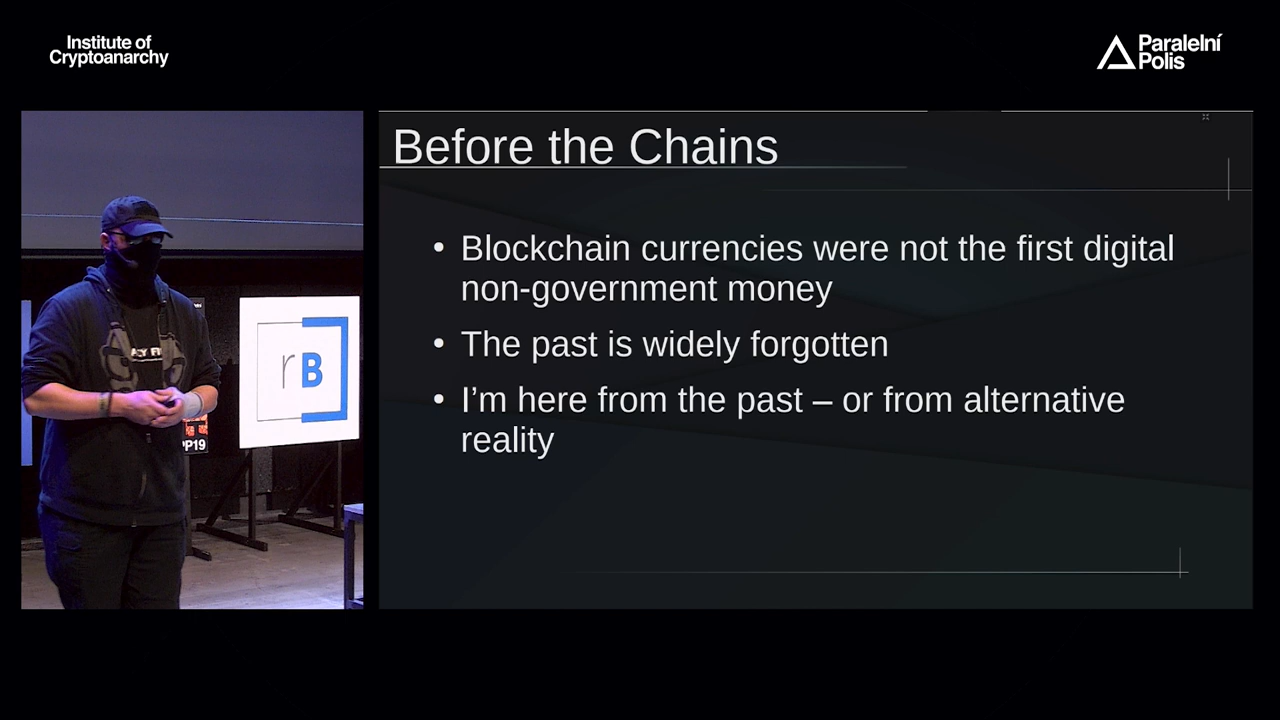 Institute of
Cryptoanarchy
Paralelní
Polis
Before the Chains
• Blockchain currencies were not the first digital
non-government money
• The past is widely forgotten
• I’m here from the past – or from alternative
reality
rB
PP19